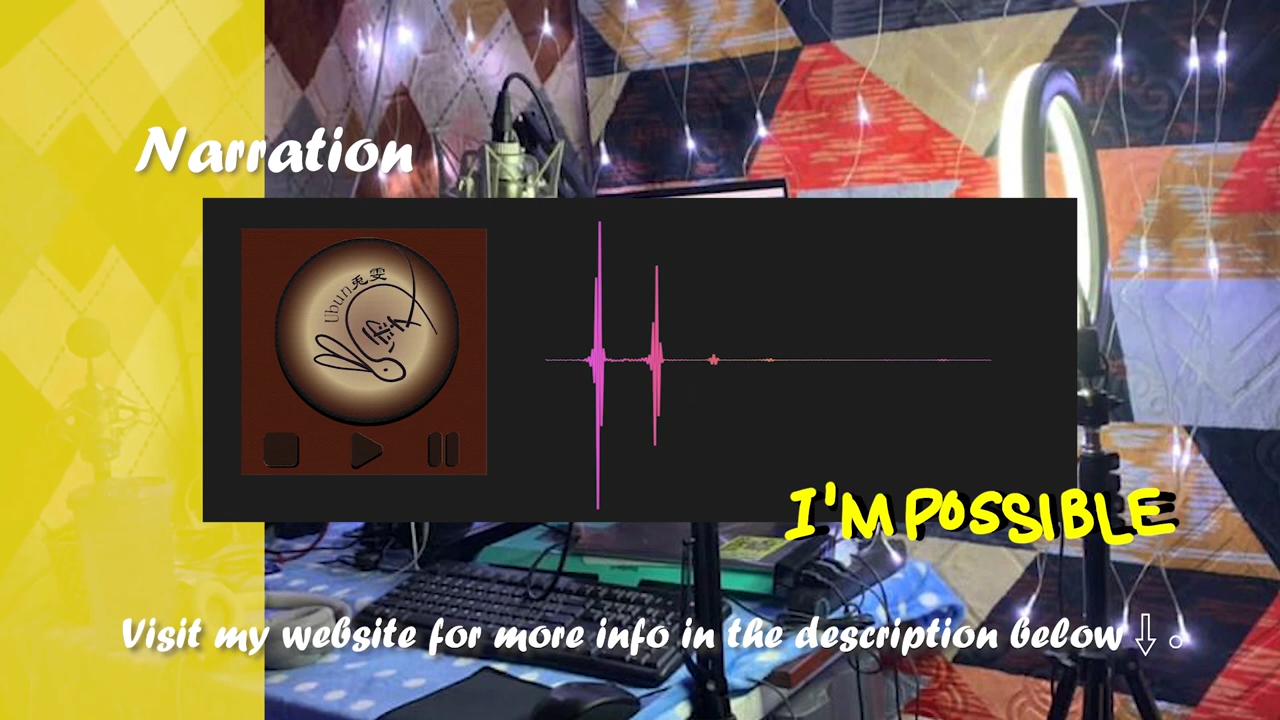 Narration
Ubun兎雯
I'M POSSIBLE
Visit my website for more info in the description below ⇩ 。